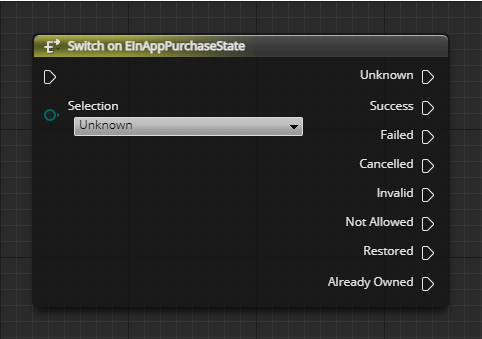 Switch on EInAppPurchaseState
Unknown
Selection
Unknown
Success
Failed
Cancelled
Invalid
Not Allowed
Restored
Already Owned